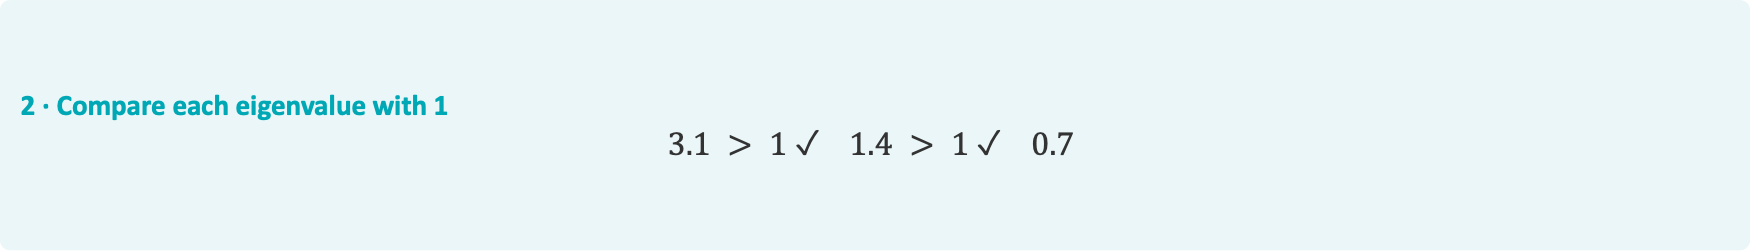 2 · Compare each eigenvalue with 1
3.1 > 1 ✓ 1.4 > 1 ✓ 0.7